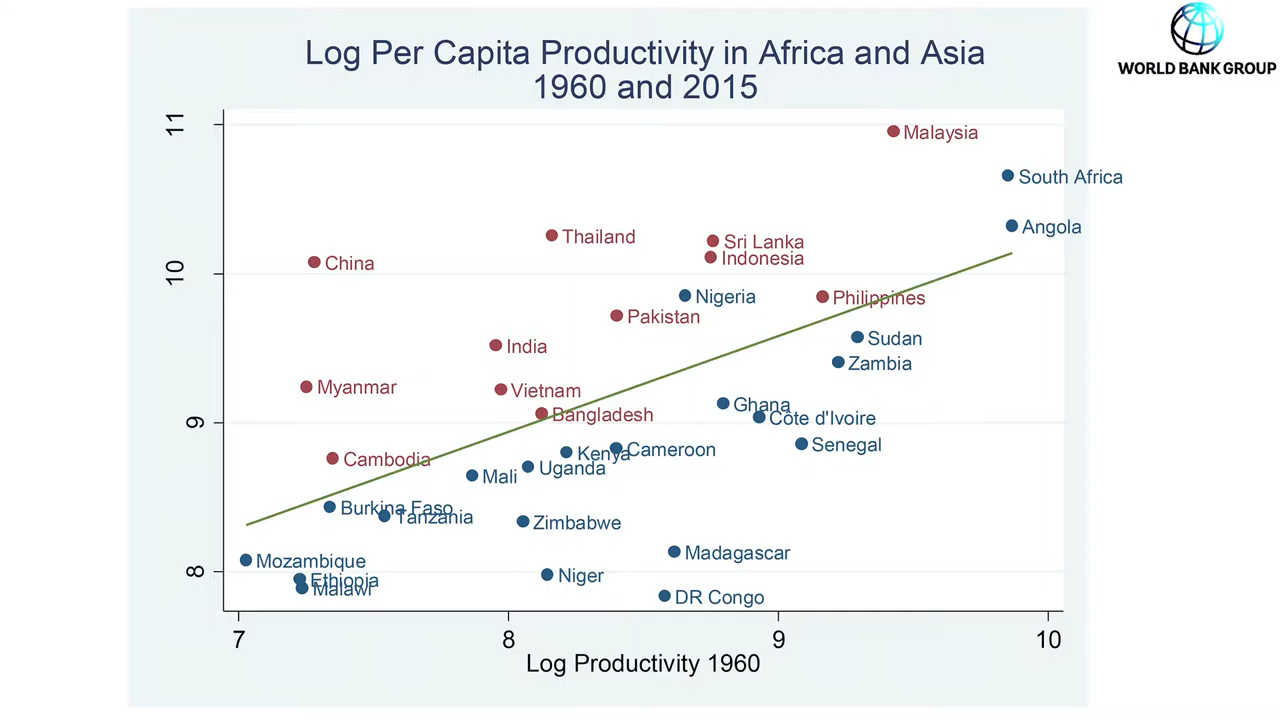 Log Per Capita Productivity in Africa and Asia
1960 and 2015
WORLD BANK GROUP
11
Malaysia
South Africa
Angola
Thailand
Sri Lanka
Indonesia
China
10
Nigeria
Philippines
Pakistan
Sudan
India
Zambia
Myanmar
Vietnam
Ghana
Bangladesh
Côte d'Ivoire
9
Senegal
Cameroon
Kenya
Cambodia
Uganda
Mali
Burkina Faso
Tanzania
Zimbabwe
Madagascar
Mozambique
8
Niger
Ethiopia
Malawi
DR Congo
7
8
9
10
Log Productivity 1960